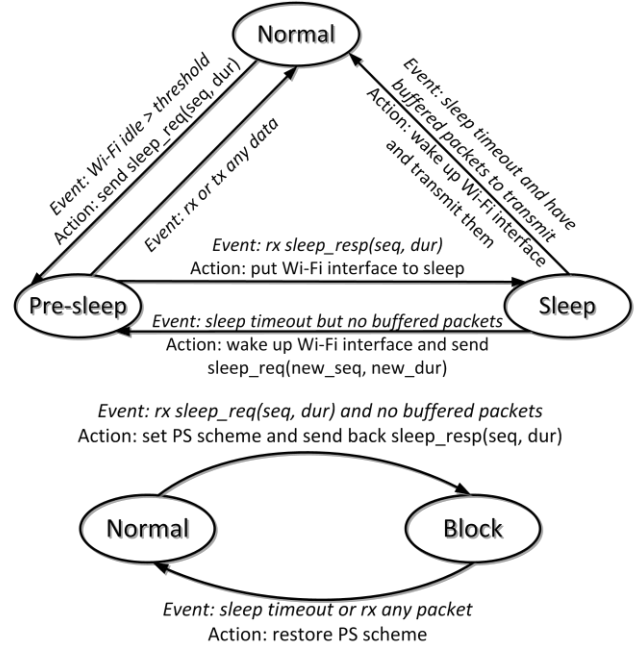 Normal
Event: Wi-Fi idle > threshold
Action: send sleep_req(seq, dur)
Event: rx or tx any data
Event: sleep timeout and have
buffered packets to transmit
Action: wake up Wi-Fi interface
and transmit them
Event: rx sleep_resp(seq, dur)
Action: put Wi-Fi interface to sleep
Pre-sleep
Sleep
Event: sleep timeout but no buffered packets
Action: wake up Wi-Fi interface and send
sleep_req(new_seq, new_dur)
Event: rx sleep_req(seq, dur) and no buffered packets
Action: set PS scheme and send back sleep_resp(seq, dur)
Normal
Block
Event: sleep timeout or rx any packet
Action: restore PS scheme